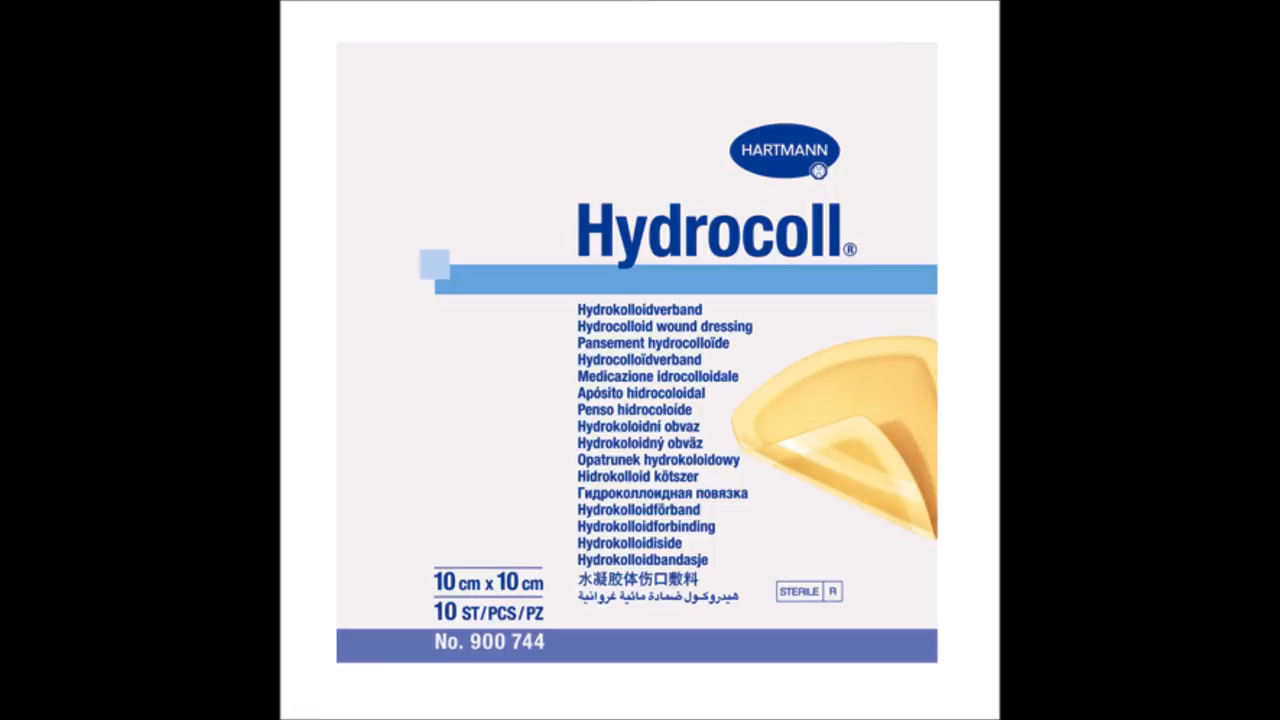 HARTMANN
Hydrocoll®
Hydrokolloidverband
Hydrocolloid wound dressing
Pansement hydrocolloïde
Hydrocolloïdverband
Medicazione idrocolloidale
Apósito hidrocoloidal
Penso hidrocolóide
Hydrokoloidní obvaz
Hydrokoloidný obväz
Opatrunek hydrokoloidowy
Hidrokolloid kötszer
Гидроколлоидная повязка
Hydrokolloidförband
Hydrokolloidforbinding
Hydrokolloidiside
Hydrokolloidbandasje
水凝胶体伤口敷料
هيدروكـول ضمادة مائية غروانية
STERILE R
10 cm x 10 cm
10 ST/PCS/PZ
No. 900 744